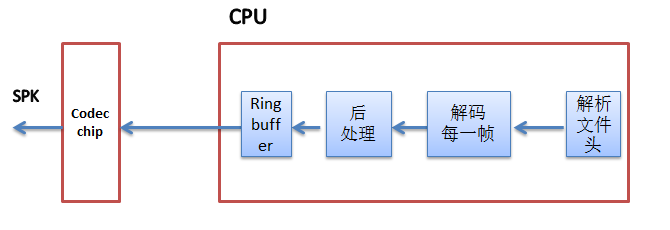 CPU
SPK
Codec
chip
Ring
buff
er
后
处理
解码
每一帧
解析
文件
头